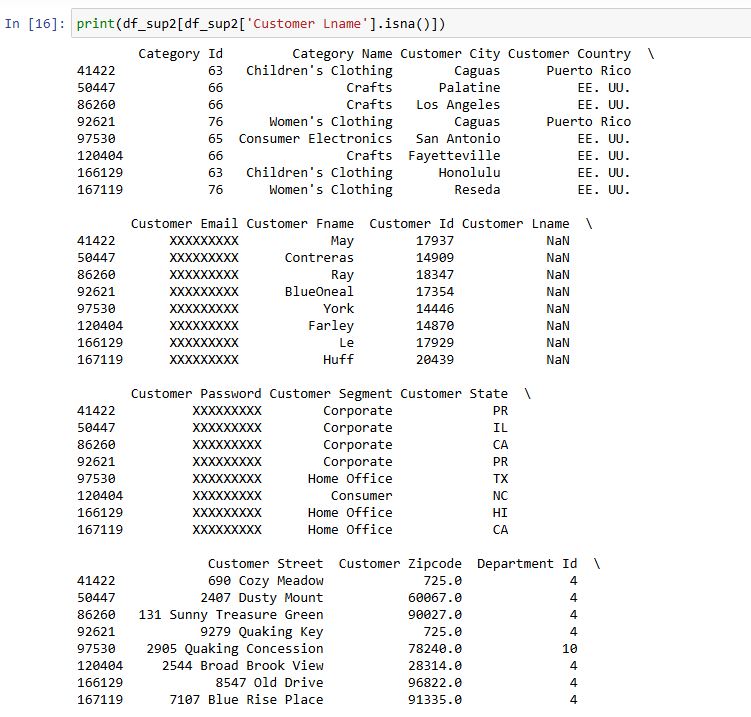 In [16]: print(df_sup2[df_sup2['Customer Lname'].isna()])
Category Id Category Name Customer City Customer Country \
41422 63 Children's Clothing Caguas Puerto Rico
50447 66 Crafts Palatine EE. UU.
86260 66 Crafts Los Angeles EE. UU.
92621 76 Women's Clothing Caguas Puerto Rico
97530 65 Consumer Electronics San Antonio EE. UU.
120404 66 Crafts Fayetteville EE. UU.
166129 63 Children's Clothing Honolulu EE. UU.
167119 76 Women's Clothing Reseda EE. UU.
Customer Email Customer Fname Customer Id Customer Lname \
41422 XXXXXXXXX May 17937 NaN
50447 XXXXXXXXX Contreras 14909 NaN
86260 XXXXXXXXX Ray 18347 NaN
92621 XXXXXXXXX BlueOneal 17354 NaN
97530 XXXXXXXXX York 14446 NaN
120404 XXXXXXXXX Farley 14870 NaN
166129 XXXXXXXXX Le 17929 NaN
167119 XXXXXXXXX Huff 20439 NaN
Customer Password Customer Segment Customer State \
41422 XXXXXXXXX Corporate PR
50447 XXXXXXXXX Corporate IL
86260 XXXXXXXXX Corporate CA
92621 XXXXXXXXX Corporate PR
97530 XXXXXXXXX Home Office TX
120404 XXXXXXXXX Consumer NC
166129 XXXXXXXXX Home Office HI
167119 XXXXXXXXX Home Office CA
Customer Street Customer Zipcode Department Id \
41422 690 Cozy Meadow 725.0 4
50447 2407 Dusty Mount 60067.0 4
86260 131 Sunny Treasure Green 90027.0 4
92621 9279 Quaking Key 725.0 4
97530 2905 Quaking Concession 78240.0 10
120404 2544 Broad Brook View 28314.0 4
166129 8547 Old Drive 96822.0 4
167119 7107 Blue Rise Place 91335.0 4